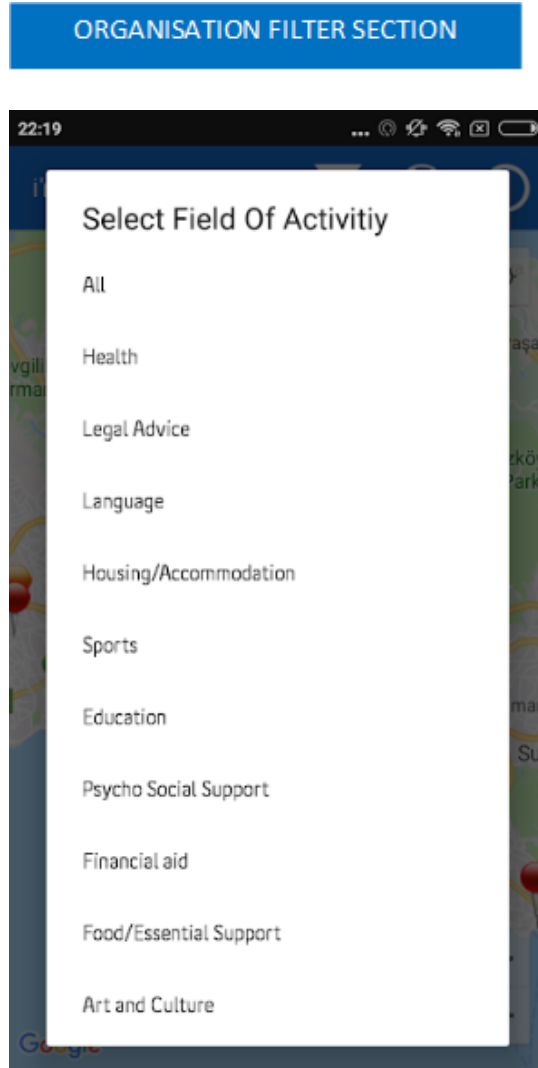 ORGANISATION FILTER SECTION
22:19
Select Field Of Activitiy
All
Health
Legal Advice
Language
Housing/Accommodation
Sports
Education
Psycho Social Support
Financial aid
Food/Essential Support
Art and Culture
Google